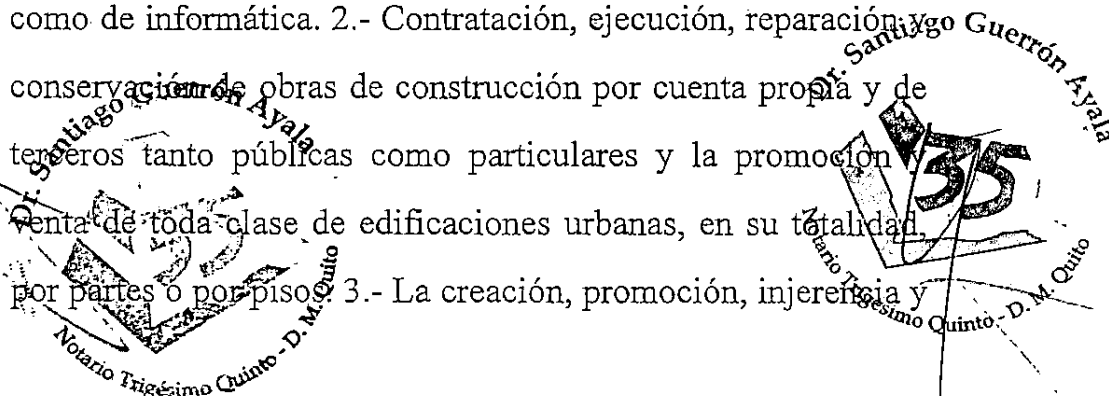 como de informática. 2.- Contratación, ejecución, reparación y
conservación de obras de construcción por cuenta propia y de
terceros tanto públicas como particulares y la promoción
venta de toda clase de edificaciones urbanas, en su totalidad,
por partes o por pisos. 3.- La creación, promoción, injerencia y
Dr. Santiago Guerrón Ayala
35
Notario Trigésimo Quinto - D. M. Quito
Dr. Santiago Guerrón Ayala
35
Notario Trigésimo Quinto - D. M. Quito